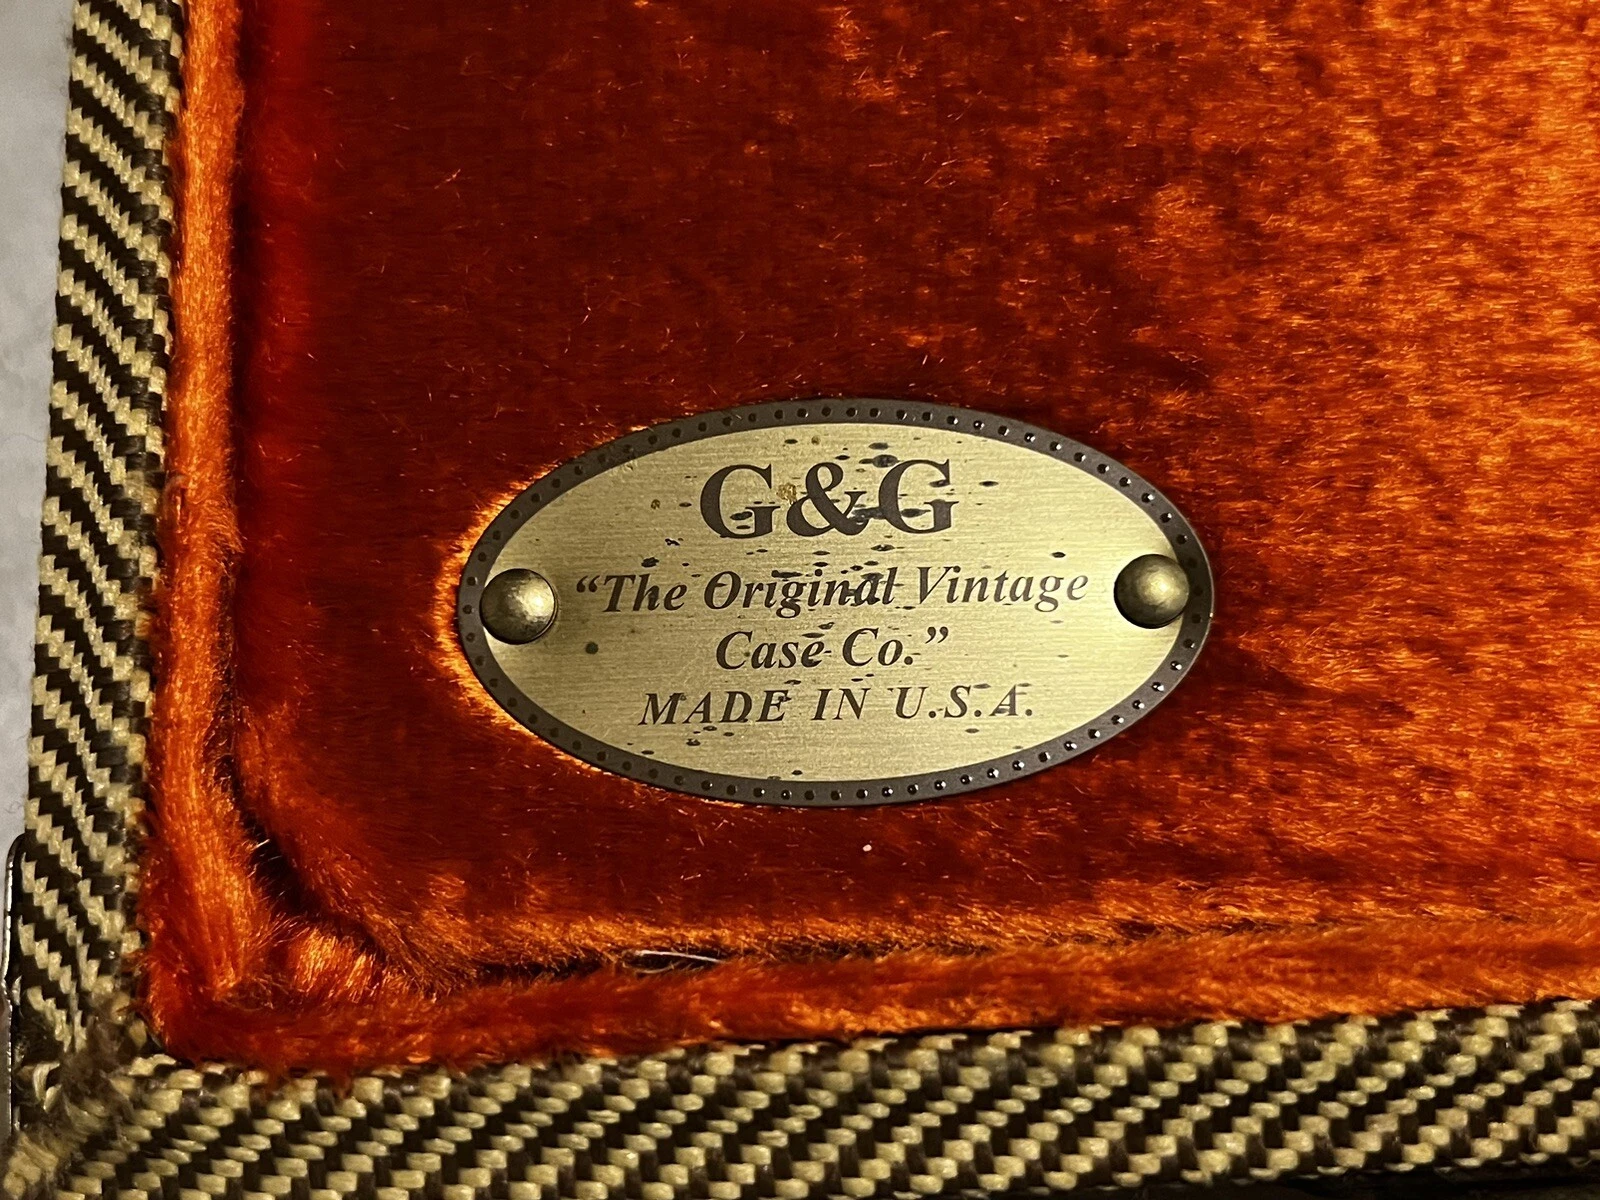 G&G
“The Original Vintage
Case Co.”
MADE IN U.S.A.